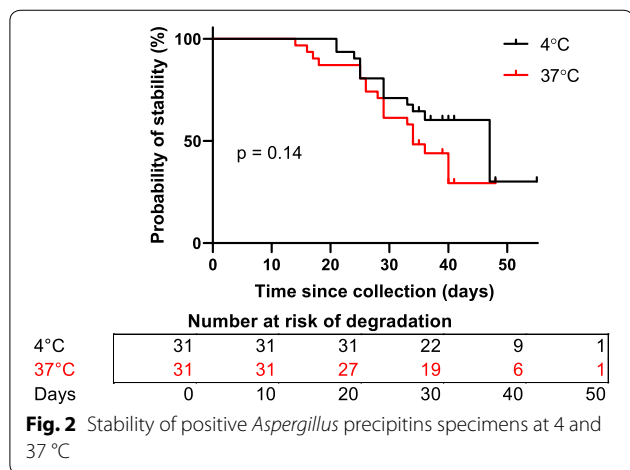 Probability of stability (%)
100
50
0
4°C
37°C
p = 0.14
0 10 20 30 40 50
Time since collection (days)
Number at risk of degradation
4°C 31 31 31 22 9 1
37°C 31 31 27 19 6 1
Days 0 10 20 30 40 50
Fig. 2 Stability of positive Aspergillus precipitins specimens at 4 and
37 °C